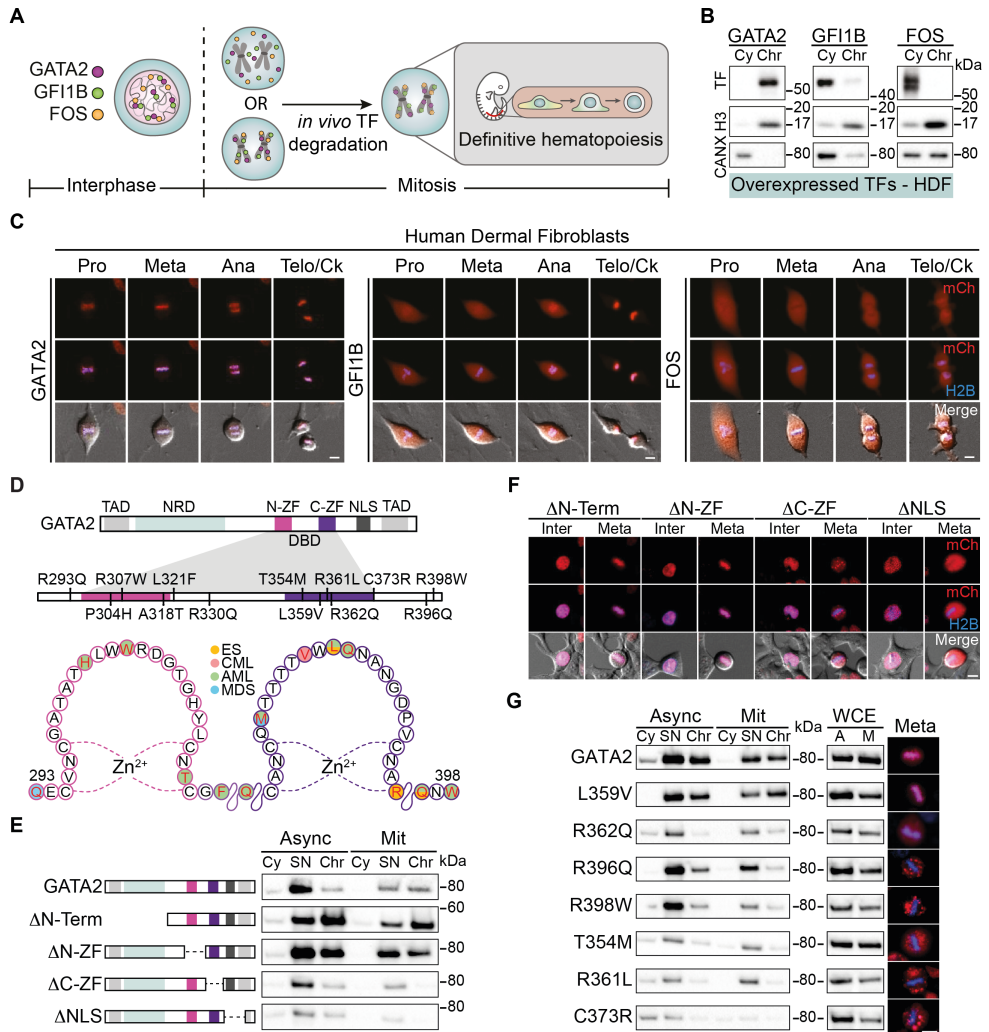 A
GATA2
GFI1B
FOS
OR
in vivo TF
degradation
Definitive hematopoiesis
Interphase
Mitosis
B
GATA2 GFI1B FOS
Cy Chr Cy Chr Cy Chr kDa
TF
-50 -40 -50
H3
-20 -20
-17 -17 -17
CANX
-80 -80 -80
Overexpressed TFs - HDF
C
Human Dermal Fibroblasts
Pro Meta Ana Telo/Ck Pro Meta Ana Telo/Ck Pro Meta Ana Telo/Ck
GATA2
GFI1B
FOS
mCh
mCh
H2B
Merge
D
TAD NRD N-ZF C-ZF NLS TAD
GATA2
DBD
R293Q R307W L321F T354M R361L C373R R398W
P304H A318T R330Q L359V R362Q R396Q
ES
CML
AML
MDS
293
Q E C V N C G A T A T H L W W R D G T G H Y L C N T C G F Q
C A N C Q M T T T T V W L Q N A N G D P V C N A R Q N W
398
Zn2+ Zn2+
E
Async Mit
Cy SN Chr Cy SN Chr kDa
GATA2 -80
-60
ΔN-Term
ΔN-ZF -80
ΔC-ZF -80
ΔNLS -80
F
ΔN-Term ΔN-ZF ΔC-ZF ΔNLS
Inter Meta Inter Meta Inter Meta Inter Meta
mCh
mCh
H2B
Merge
G
Async Mit kDa WCE Meta
Cy SN Chr Cy SN Chr A M
GATA2 -80-
L359V -80-
R362Q -80-
R396Q -80-
R398W -80-
T354M -80-
R361L -80-
C373R -80-